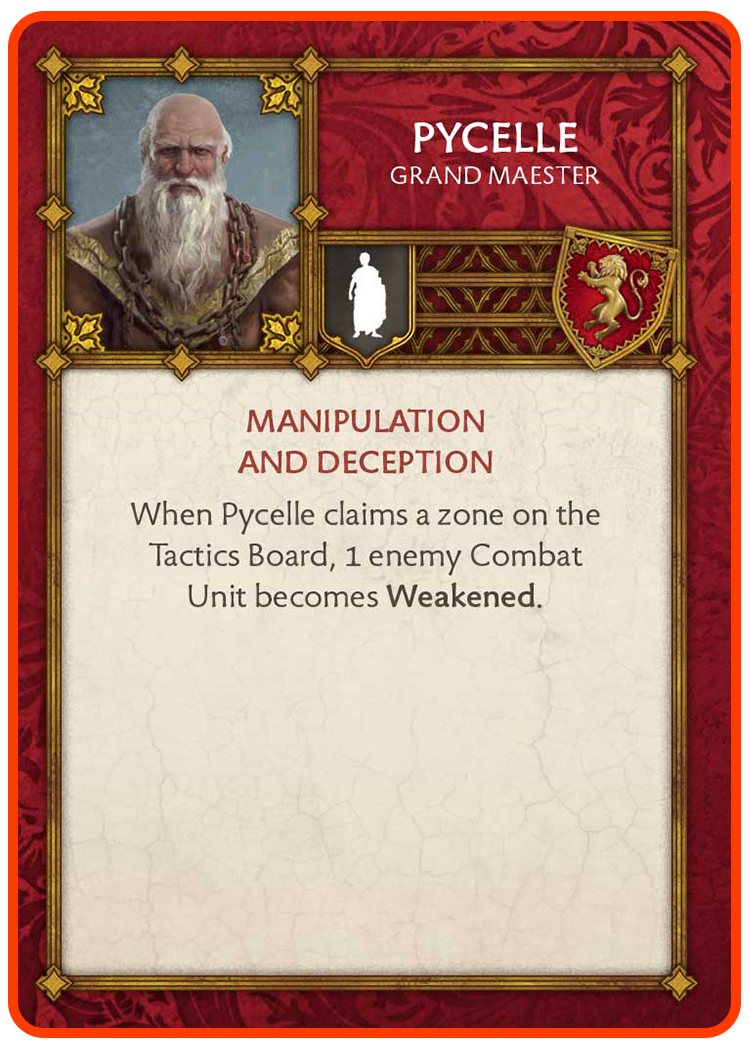 PYCELLE
GRAND MAESTER
MANIPULATION
AND DECEPTION
When Pycelle claims a zone on the
Tactics Board, 1 enemy Combat
Unit becomes Weakened.